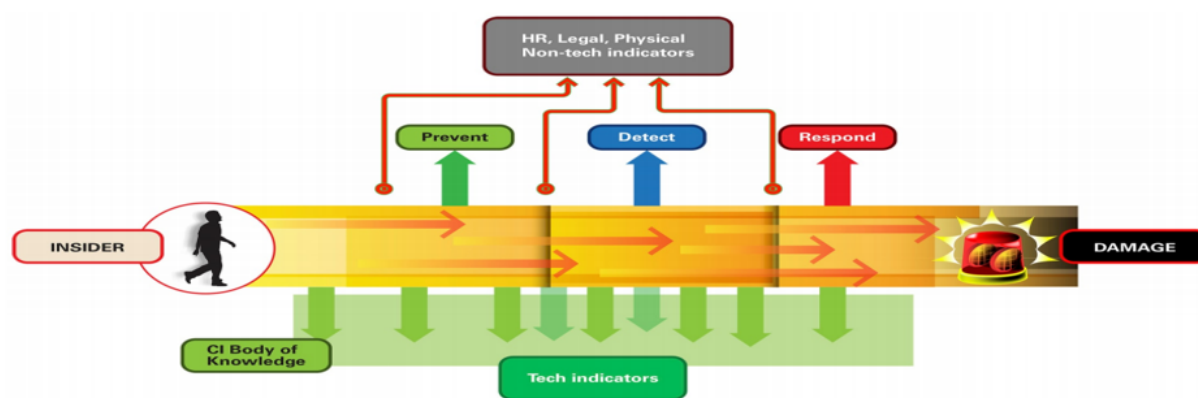 HR, Legal, Physical
Non-tech indicators
Prevent
Detect
Respond
INSIDER
DAMAGE
CI Body of
Knowledge
Tech indicators